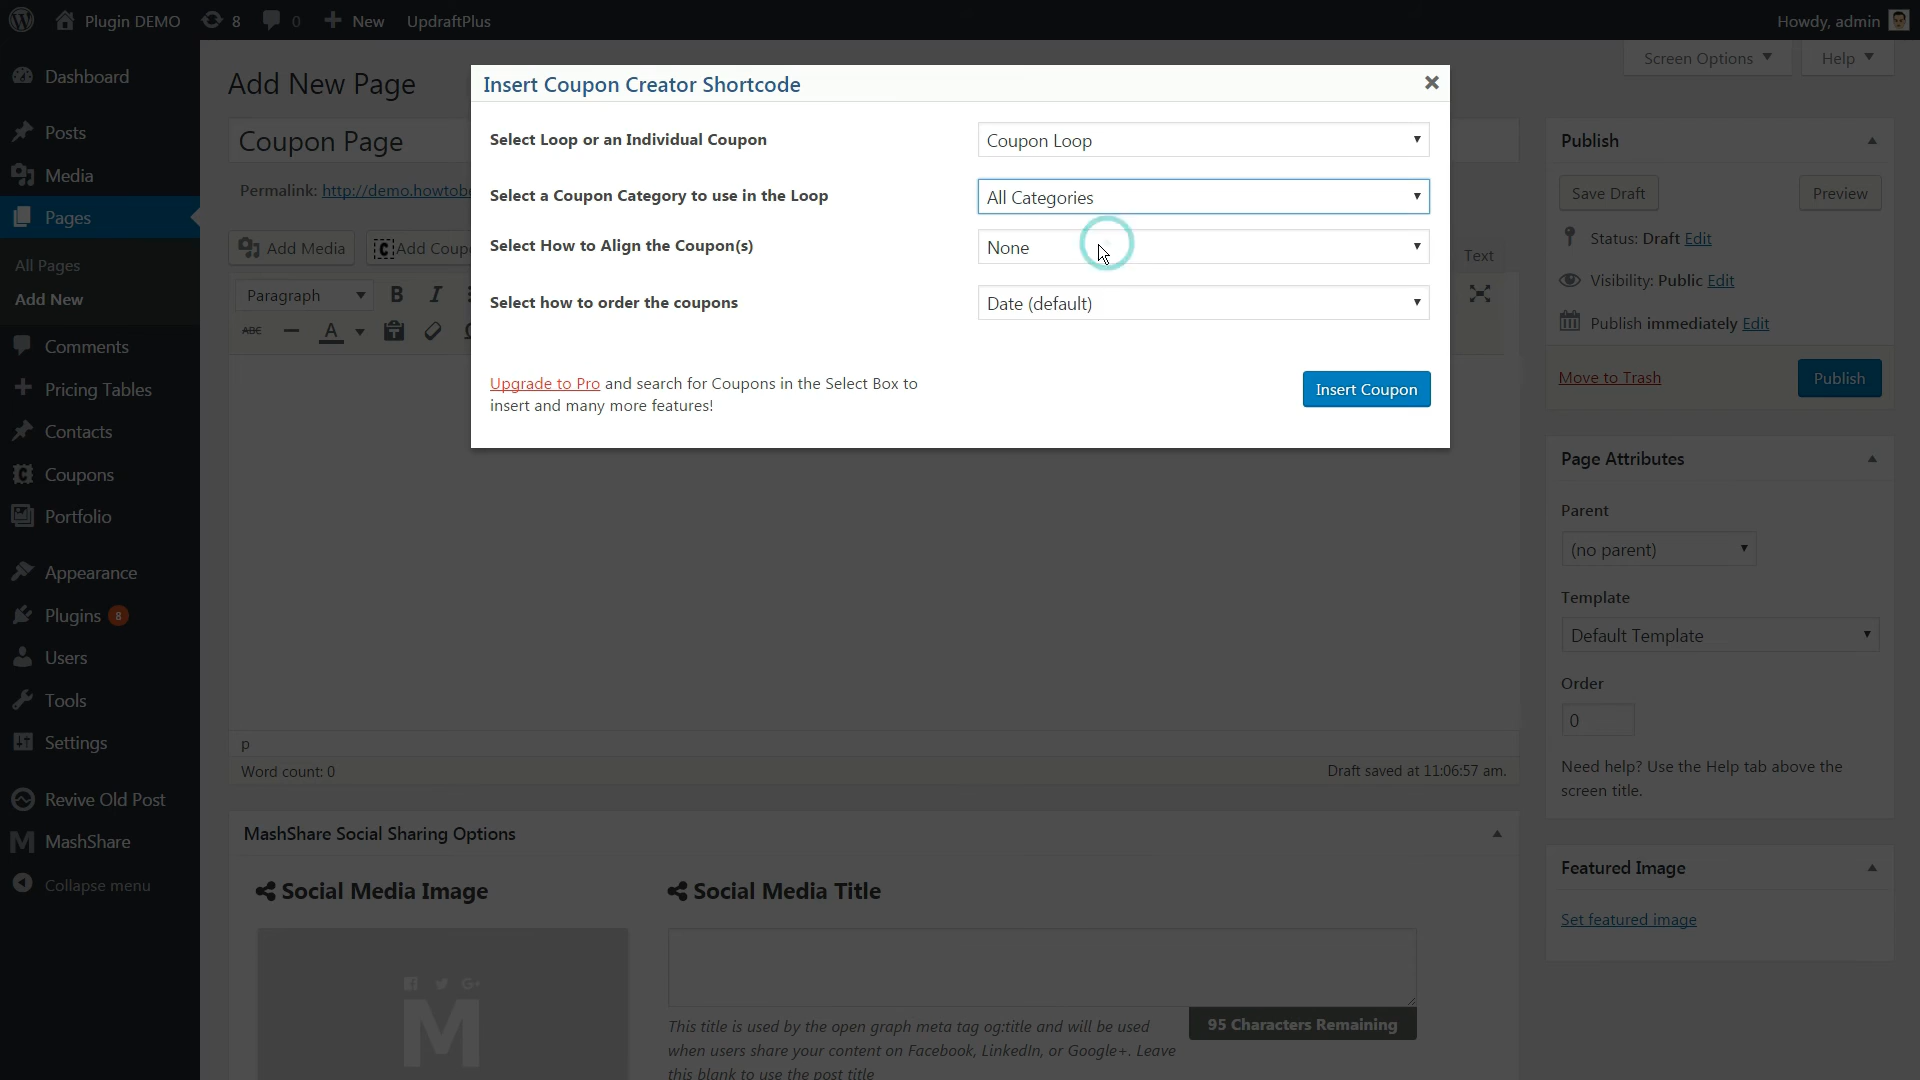 Plugin DEMO
8
0
New
UpdraftPlus
Howdy, admin
Dashboard
Posts
Media
Pages
All Pages
Add New
Comments
Pricing Tables
Contacts
Coupons
Portfolio
Appearance
Plugins 8
Users
Tools
Settings
Revive Old Post
MashShare
Collapse menu
Screen Options
Help
Add New Page
Coupon Page
Permalink: http://demo.howtobe
Add Media
Add Coup
Text
Paragraph
B
I
ABC
A
Insert Coupon Creator Shortcode
Select Loop or an Individual Coupon
Coupon Loop
Select a Coupon Category to use in the Loop
All Categories
Select How to Align the Coupon(s)
None
Select how to order the coupons
Date (default)
Upgrade to Pro and search for Coupons in the Select Box to
insert and many more features!
Insert Coupon
p
Word count: 0
Draft saved at 11:06:57 am.
MashShare Social Sharing Options
Social Media Image
M
Social Media Title
95 Characters Remaining
This title is used by the open graph meta tag og:title and will be used
when users share your content on Facebook, LinkedIn, or Google+. Leave
this blank to use the post title
Publish
Save Draft
Preview
Status: Draft Edit
Visibility: Public Edit
Publish immediately Edit
Move to Trash
Publish
Page Attributes
Parent
(no parent)
Template
Default Template
Order
0
Need help? Use the Help tab above the
screen title.
Featured Image
Set featured image